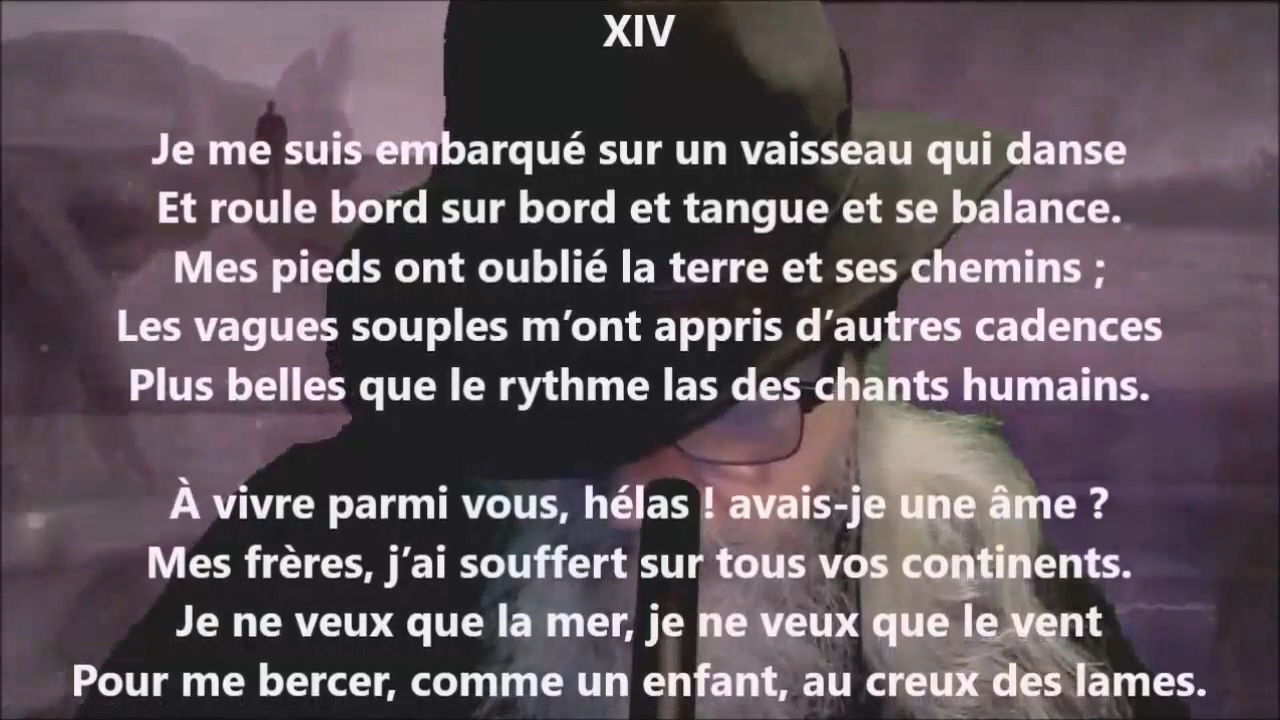 XIV
Je me suis embarqué sur un vaisseau qui danse
Et roule bord sur bord et tangue et se balance.
Mes pieds ont oublié la terre et ses chemins ;
Les vagues souples m’ont appris d’autres cadences
Plus belles que le rythme las des chants humains.
À vivre parmi vous, hélas ! avais-je une âme ?
Mes frères, j’ai souffert sur tous vos continents.
Je ne veux que la mer, je ne veux que le vent
Pour me bercer, comme un enfant, au creux des lames.